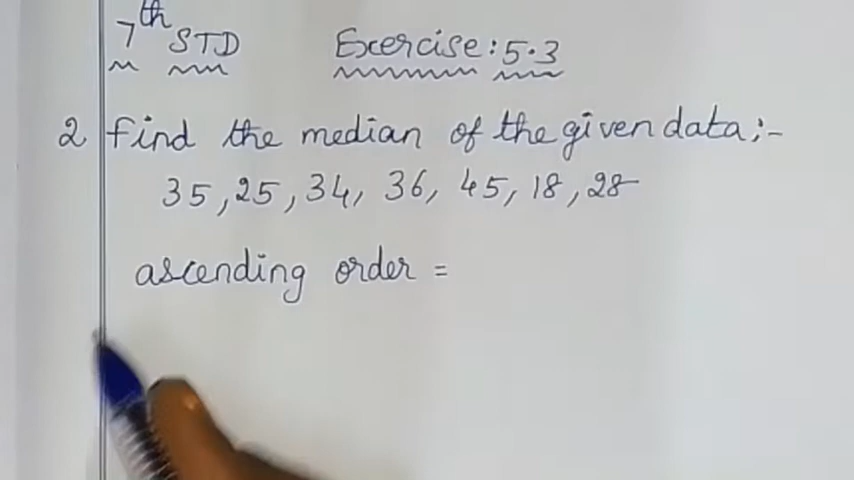 7th STD Exercise: 5.3
2 Find the median of the given data:-
35, 25, 34, 36, 45, 18, 28
ascending order =